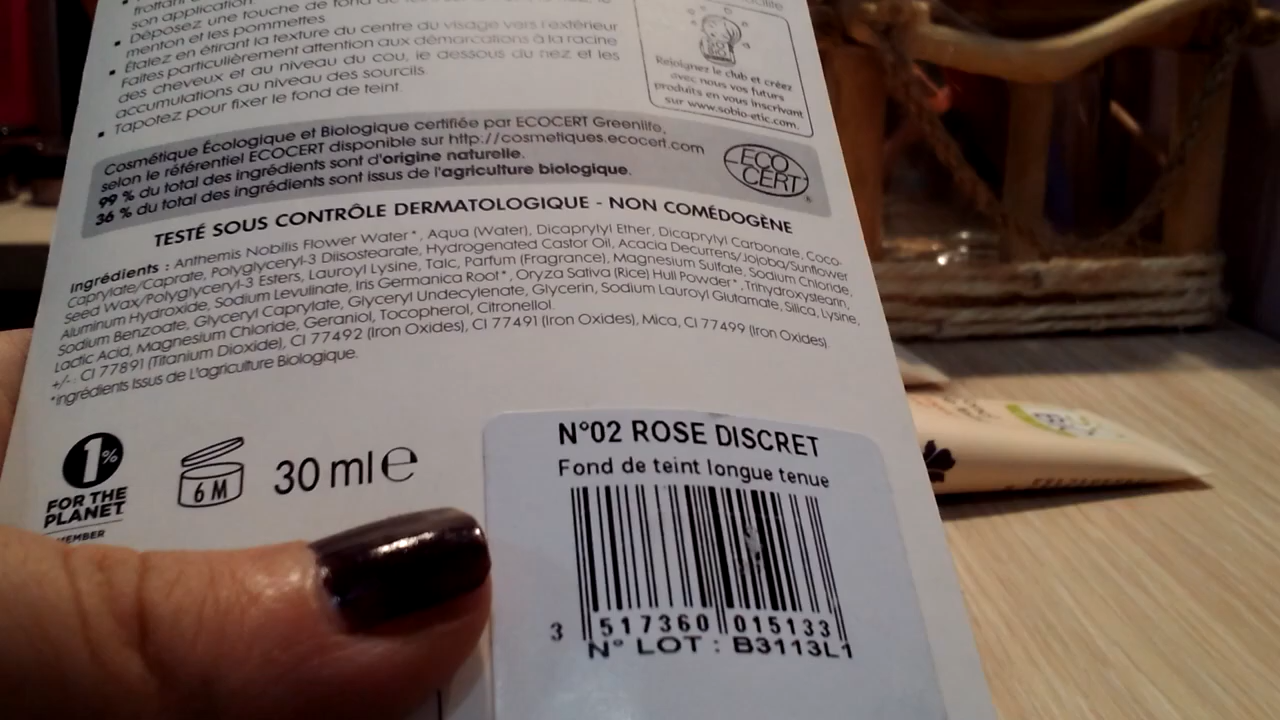 son application.
Déposez une touche de fond de
menton et les pommettes
Étalez en étirant la texture du centre du visage vers l'extérieur
Faites particulièrement attention aux démarcations à la racine
des cheveux et au niveau du cou, le dessous du nez et les
accumulations au niveau des sourcils.
Tapotez pour fixer le fond de teint.
Rejoignez le club et créez
avec nous vos futurs
produits en vous inscrivant
sur www.sobio-etic.com.
Cosmétique Écologique et Biologique certifiée par ECOCERT Greenlife,
selon le référentiel ECOCERT disponible sur http://cosmetiques.ecocert.com
99 % du total des ingrédients sont d'origine naturelle.
36 % du total des ingrédients sont issus de l'agriculture biologique.
ECO
CERT
®
TESTÉ SOUS CONTRÔLE DERMATOLOGIQUE - NON COMÉDOGÈNE
Ingrédients : Anthemis Nobilis Flower Water*, Aqua (Water), Dicaprylyl Ether, Dicaprylyl Carbonate, Coco-
Caprylate/Caprate, Polyglyceryl-3 Diisostearate, Hydrogenated Castor Oil, Acacia Decurrens/Jojoba/Sunflower
Seed Wax/Polyglyceryl-3 Esters, Lauroyl Lysine, Talc, Parfum (Fragrance), Magnesium Sulfate, Sodium Chloride,
Aluminum Hydroxide, Sodium Levulinate, Iris Germanica Root*, Oryza Sativa (Rice) Hull Powder*, Trihydroxystearin,
Sodium Benzoate, Glyceryl Caprylate, Glyceryl Undecylenate, Glycerin, Sodium Lauroyl Glutamate, Silica, Lysine,
Lactic Acid, Magnesium Chloride, Geraniol, Tocopherol, Citronellol.
+/- : CI 77891 (Titanium Dioxide), CI 77492 (Iron Oxides), CI 77491 (Iron Oxides), Mica, CI 77499 (Iron Oxides)
*Ingrédients Issus de L'agriculture Biologique.
1%
FOR THE
PLANET
MEMBER
6 M
30 ml e
N°02 ROSE DISCRET
Fond de teint longue tenue
3 517360 015133
N° LOT : B3113L1